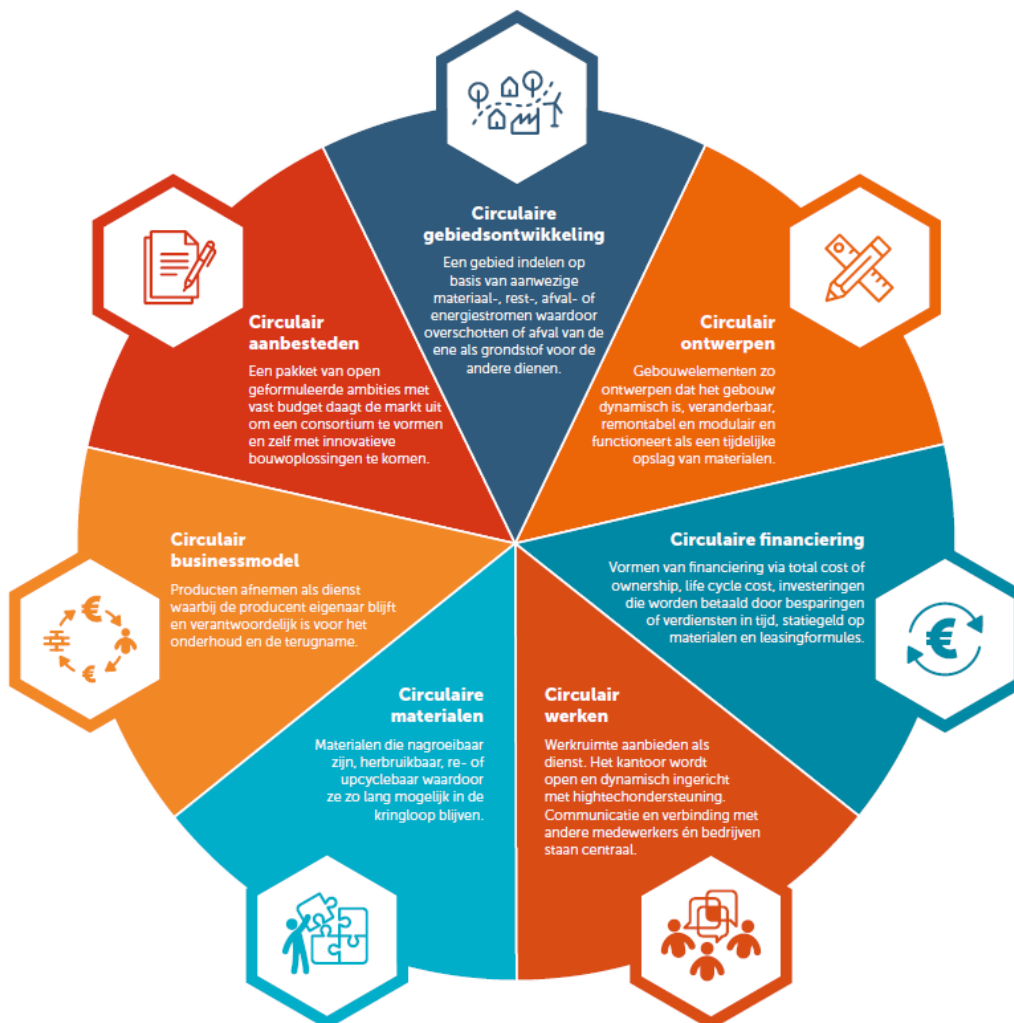 Circulaire
gebiedsontwikkeling
Een gebied indelen op
basis van aanwezige
materiaal-, rest-, afval- of
energiestromen waardoor
overschotten of afval van de
ene als grondstof voor de
andere dienen.
Circulair
ontwerpen
Gebouwelementen zo
ontwerpen dat het gebouw
dynamisch is, veranderbaar,
remontabel en modulair en
functioneert als een tijdelijke
opslag van materialen.
Circulaire financiering
Vormen van financiering via total cost of
ownership, life cycle cost, investeringen
die worden betaald door besparingen
of verdiensten in tijd, statiegeld op
materialen en leasingformules.
€
Circulair
werken
Werkruimte aanbieden als
dienst. Het kantoor wordt
open en dynamisch ingericht
met hightechondersteuning.
Communicatie en verbinding met
andere medewerkers én bedrijven
staan centraal.
Circulaire
materialen
Materialen die nagroeibaar
zijn, herbruikbaar, re- of
upcyclebaar waardoor
ze zo lang mogelijk in de
kringloop blijven.
Circulair
businessmodel
Producten afnemen als dienst
waarbij de producent eigenaar blijft
en verantwoordelijk is voor het
onderhoud en de terugname.
€
€
Circulair
aanbesteden
Een pakket van open
geformuleerde ambities met
vast budget daagt de markt uit
om een consortium te vormen
en zelf met innovatieve
bouwoplossingen te komen.